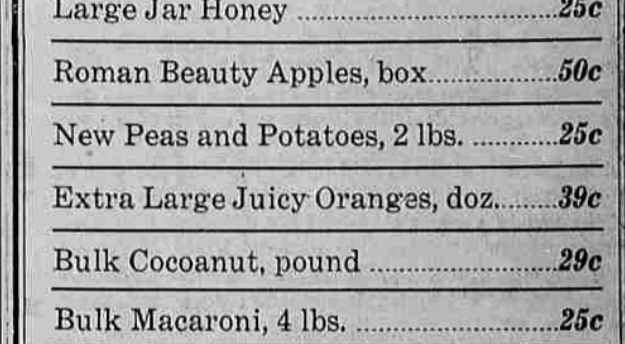 Large Jar Honey ..............................25c
Roman Beauty Apples, box...............50c
New Peas and Potatoes, 2 lbs. ...........25c
Extra Large Juicy Oranges, doz.........39c
Bulk Cocoanut, pound ......................29c
Bulk Macaroni, 4 lbs. ........................25c